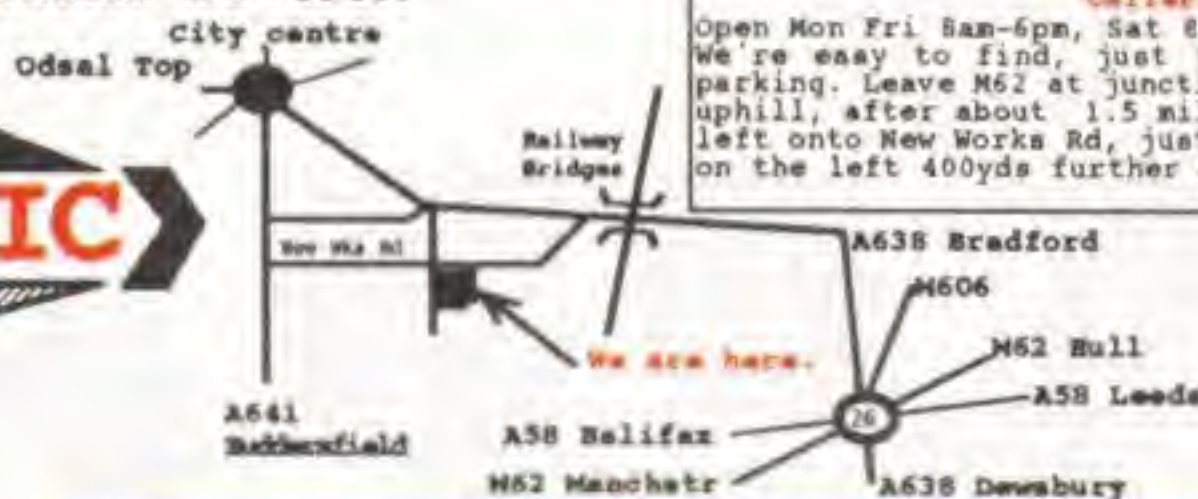 City centre
Odsal Top
IC
Open Mon Fri 8am-6pm, Sat 8
We're easy to find, just
parking. Leave M62 at juncti
uphill, after about 1.5 mi
left onto New Works Rd, jus
on the left 400yds further
Railway
Bridges
New Wks Rd
A638 Bradford
M606
M62 Hull
A58 Leeds
We are here.
26
A641
Huddersfield
A58 Halifax
M62 Manchstr
A638 Dewsbury